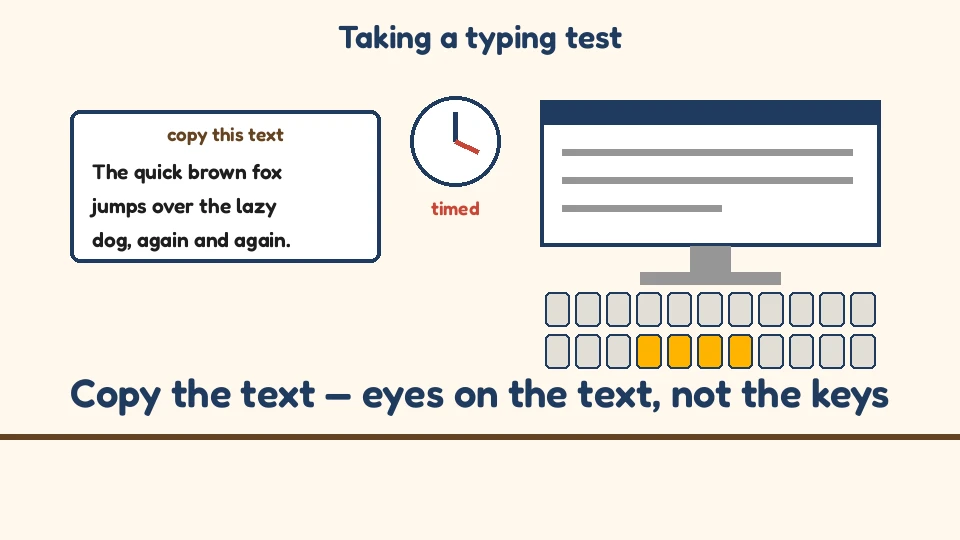 Taking a typing test
copy this text
The quick brown fox
jumps over the lazy
dog, again and again.
timed
Copy the text — eyes on the text, not the keys